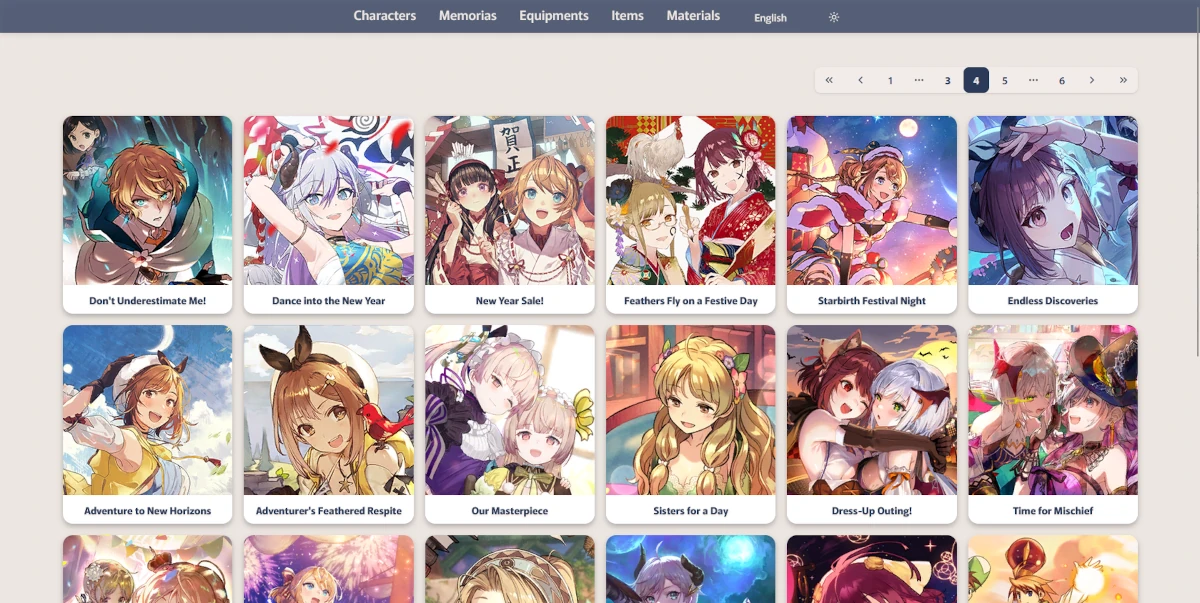 Characters Memorias Equipments Items Materials English
« ‹ 1 ··· 3 4 5 ··· 6 › »
賀正
Don't Underestimate Me!
Dance into the New Year
New Year Sale!
Feathers Fly on a Festive Day
Starbirth Festival Night
Endless Discoveries
Adventure to New Horizons
Adventurer's Feathered Respite
Our Masterpiece
Sisters for a Day
Dress-Up Outing!
Time for Mischief